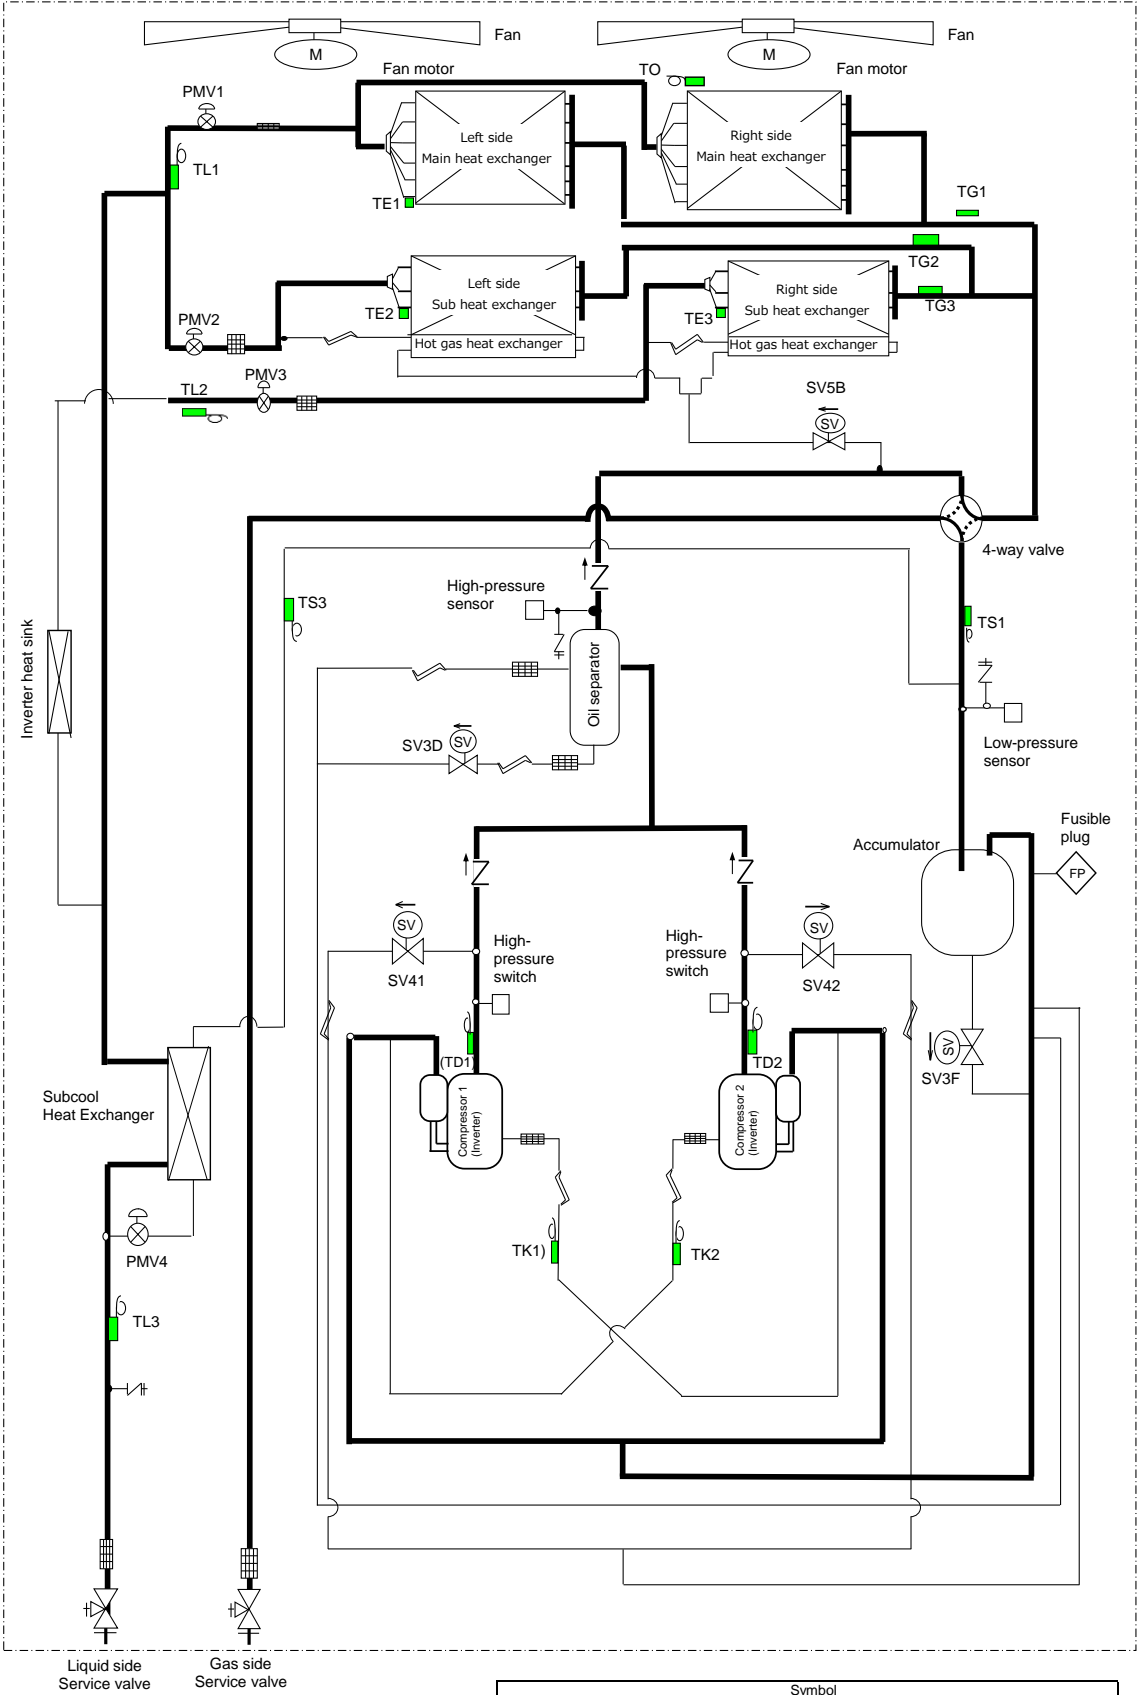 Fan
Fan
M
M
Fan motor
TO
Fan motor
PMV1
Left side
Main heat exchanger
Right side
Main heat exchanger
TL1
TE1
TG1
TG2
Left side
Sub heat exchanger
Right side
Sub heat exchanger
TG3
TE2
TE3
PMV2
Hot gas heat exchanger
Hot gas heat exchanger
PMV3
TL2
SV5B
SV
4-way valve
High-pressure
sensor
TS3
TS1
Inverter heat sink
Oil separator
SV3D
SV
Low-pressure
sensor
Fusible
plug
Accumulator
FP
SV
SV
High-
pressure
switch
High-
pressure
switch
SV41
SV42
(TD1)
TD2
SV
SV3F
Subcool
Heat Exchanger
Compressor 1
(Inverter)
Compressor 2
(Inverter)
TK1)
TK2
PMV4
TL3
Liquid side
Service valve
Gas side
Service valve
Symbol